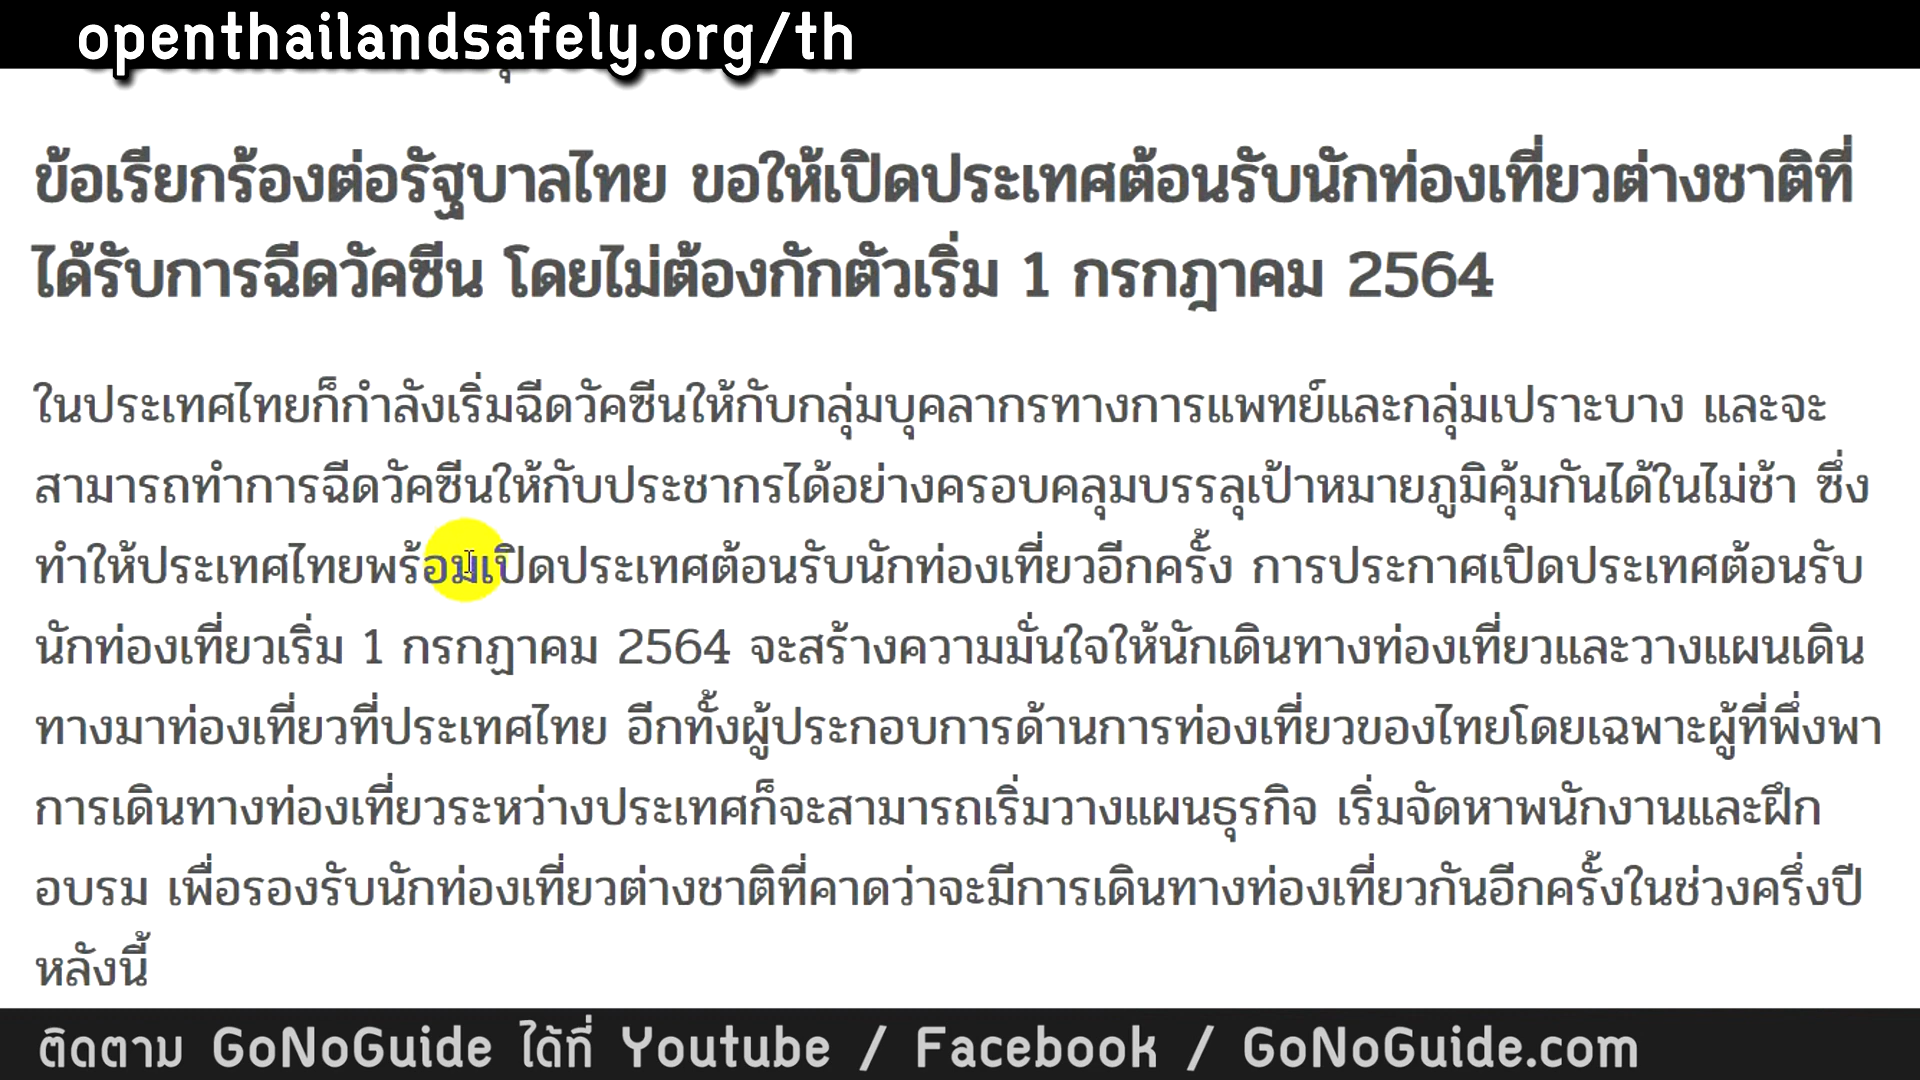 openthailandsafely.org/th
ข้อเรียกร้องต่อรัฐบาลไทย ขอให้เปิดประเทศต้อนรับนักท่องเที่ยวต่างชาติที่
ได้รับการฉีดวัคซีน โดยไม่ต้องกักตัวเริ่ม 1 กรกฎาคม 2564
ในประเทศไทยก็กำลังเริ่มฉีดวัคซีนให้กับกลุ่มบุคลากรทางการแพทย์และกลุ่มเปราะบาง และจะ
สามารถทำการฉีดวัคซีนให้กับประชากรได้อย่างครอบคลุมบรรลุเป้าหมายภูมิคุ้มกันได้ในไม่ช้า ซึ่ง
ทำให้ประเทศไทยพร้อมเปิดประเทศต้อนรับนักท่องเที่ยวอีกครั้ง การประกาศเปิดประเทศต้อนรับ
นักท่องเที่ยวเริ่ม 1 กรกฏาคม 2564 จะสร้างความมั่นใจให้นักเดินทางท่องเที่ยวและวางแผนเดิน
ทางมาท่องเที่ยวที่ประเทศไทย อีกทั้งผู้ประกอบการด้านการท่องเที่ยวของไทยโดยเฉพาะผู้ที่พึ่งพา
การเดินทางท่องเที่ยวระหว่างประเทศก็จะสามารถเริ่มวางแผนธุรกิจ เริ่มจัดหาพนักงานและฝึก
อบรม เพื่อรองรับนักท่องเที่ยวต่างชาติที่คาดว่าจะมีการเดินทางท่องเที่ยวกันอีกครั้งในช่วงครึ่งปี
หลังนี้
ติดตาม GoNoGuide ได้ที่ Youtube / Facebook / GoNoGuide.com